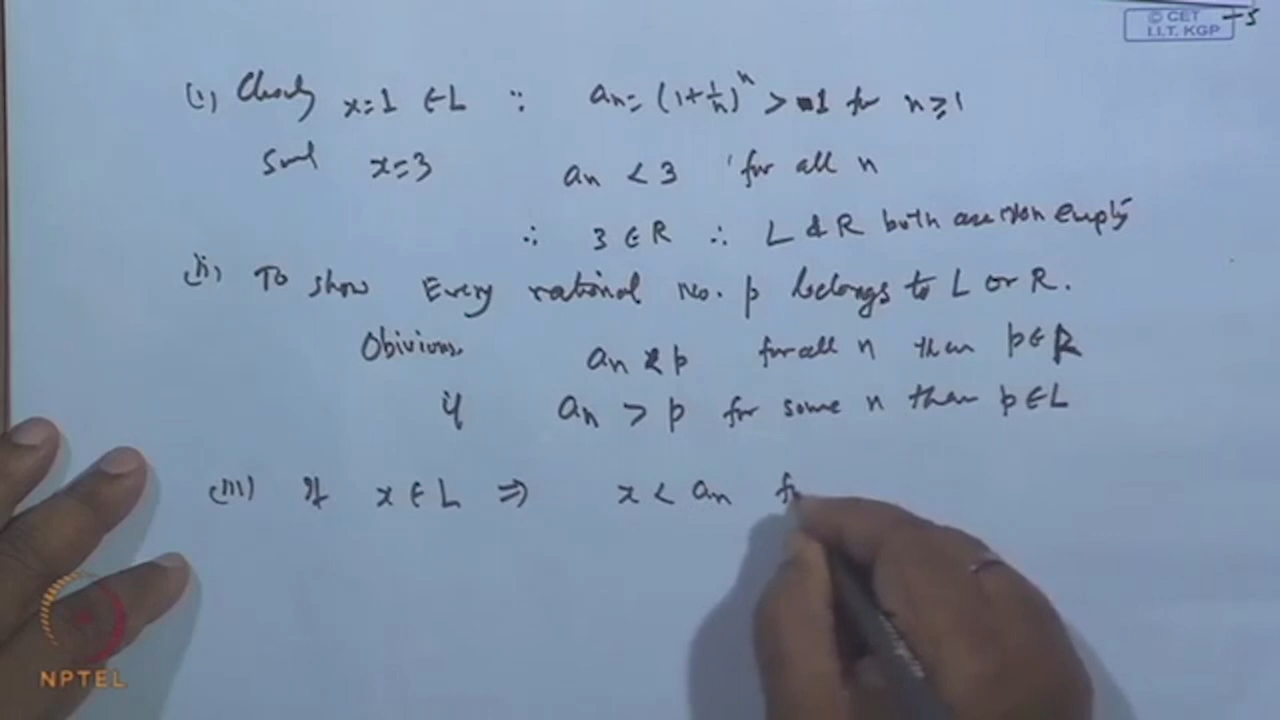 © CET
I.I.T. KGP
-5
(i) Clearly x=1 ∈ L ∵ an = (1+1/n)^n > 1 for n ≥ 1
x=3 an < 3 for all n
∴ 3 ∈ R ∴ L & R both are non empty
(ii) To show Every rational No. p belongs to L or R.
Obivious. an < p for all n then p ∈ R
if an > p for some n then p ∈ L
(iii) If x ∈ L ⇒ x < an f
NPTEL